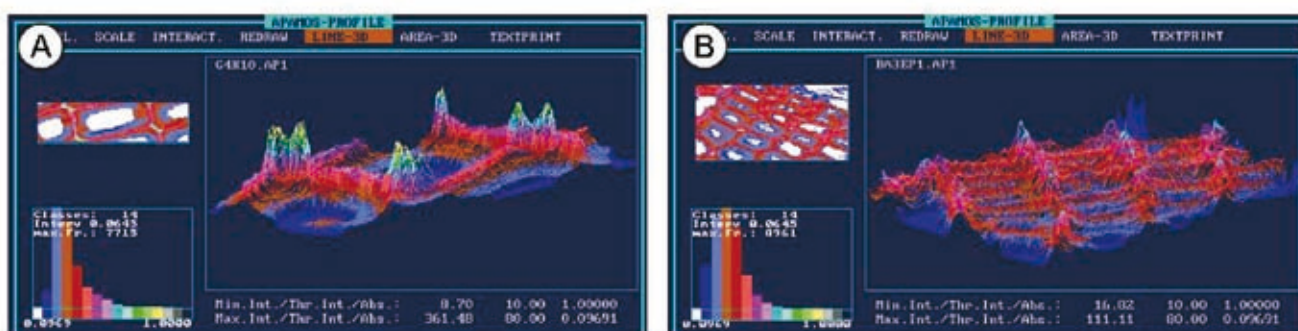 A
APAMOS-PROFILE
L. SCALE INTERACT. REDRAW LINE-3D AREA-3D TEXTPRINT
G4H10.AP1
Classes: 14
Interv 0.0645
max.Fr.: 7713
0.0969 1.0000
Min.Int./Thr.Int./Abs.: 8.70 10.00 1.00000
Max.Int./Thr.Int./Abs.: 361.48 80.00 0.09691
B
APAMOS-PROFILE
SCALE INTERACT. REDRAW LINE-3D AREA-3D TEXTPRINT
BA3EP1.AP1
Classes: 14
Interv 0.0645
max.Fr.: 8961
0.0969 1.0000
Min.Int./Thr.Int./Abs.: 16.02 10.00 1.00000
Max.Int./Thr.Int./Abs.: 111.11 80.00 0.09691